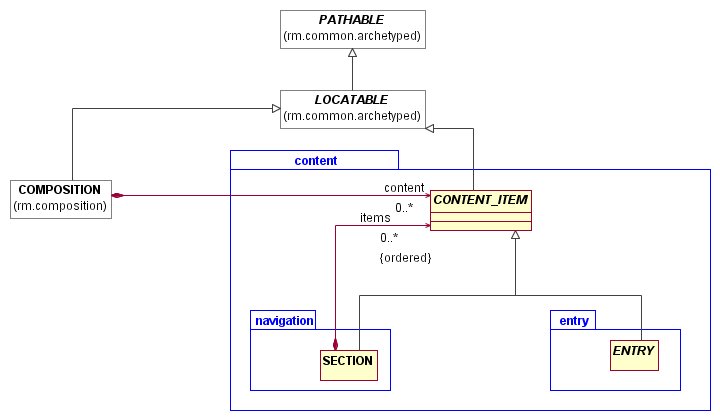 PATHABLE
(rm.common.archetyped)
LOCATABLE
(rm.common.archetyped)
content
COMPOSITION
(rm.composition)
content
0..*
CONTENT_ITEM
items
0..*
{ordered}
navigation
SECTION
entry
ENTRY